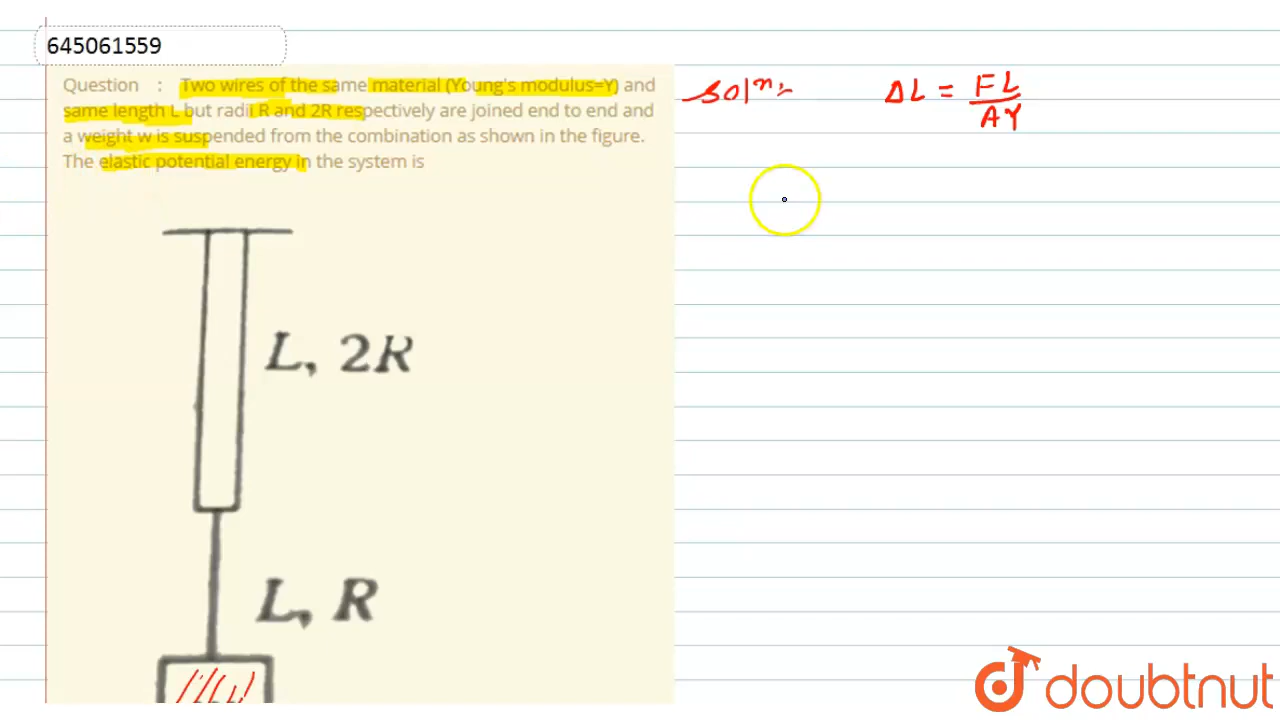 645061559
Question : Two wires of the same material (Young's modulus=Y) and
same length L but radii R and 2R respectively are joined end to end and
a weight w is suspended from the combination as shown in the figure.
The elastic potential energy in the system is
L, 2R
L, R
Solⁿ:-
ΔL = FL/AY
doubtnut